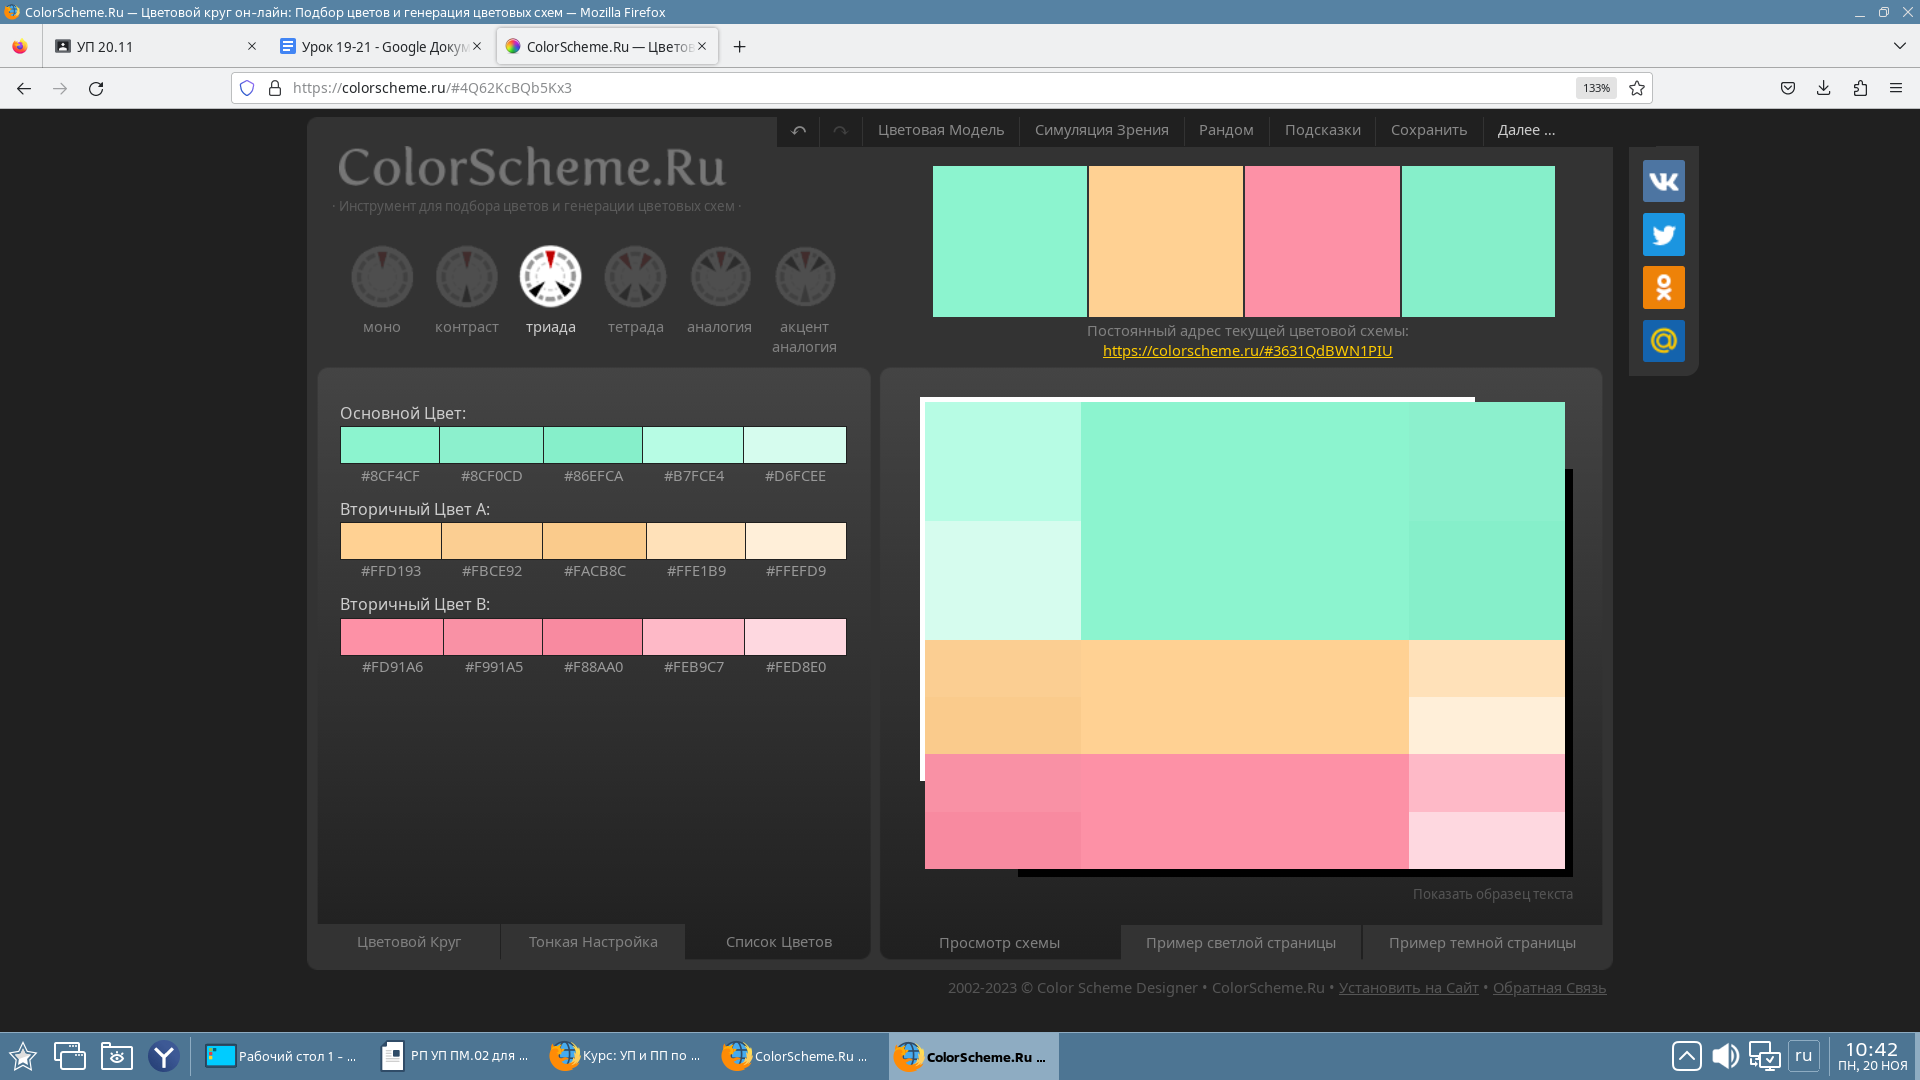 ColorScheme.Ru — Цветовой круг он-лайн: Подбор цветов и генерация цветовых схем — Mozilla Firefox
УП 20.11
Урок 19-21 - Google Докум
ColorScheme.Ru — Цветов
https://colorscheme.ru/#4Q62KcBQb5Kx3
133%
Цветовая Модель
Симуляция Зрения
Рандом
Подсказки
Сохранить
Далее ...
ColorScheme.Ru
· Инструмент для подбора цветов и генерации цветовых схем ·
моно
контраст
триада
тетрада
аналогия
акцент
аналогия
Постоянный адрес текущей цветовой схемы:
https://colorscheme.ru/#3631QdBWN1PIU
Основной Цвет:
#8CF4CF #8CF0CD #86EFCA #B7FCE4 #D6FCEE
Вторичный Цвет A:
#FFD193 #FBCE92 #FACB8C #FFE1B9 #FFEFD9
Вторичный Цвет B:
#FD91A6 #F991A5 #F88AA0 #FEB9C7 #FED8E0
Показать образец текста
Цветовой Круг
Тонкая Настройка
Список Цветов
Просмотр схемы
Пример светлой страницы
Пример темной страницы
2002-2023 © Color Scheme Designer • ColorScheme.Ru • Установить на Сайт • Обратная Связь
Рабочий стол 1 – ...
РП УП ПМ.02 для ...
Курс: УП и ПП по ...
ColorScheme.Ru ...
ColorScheme.Ru ...
ru
10:42
ПН, 20 НОЯ